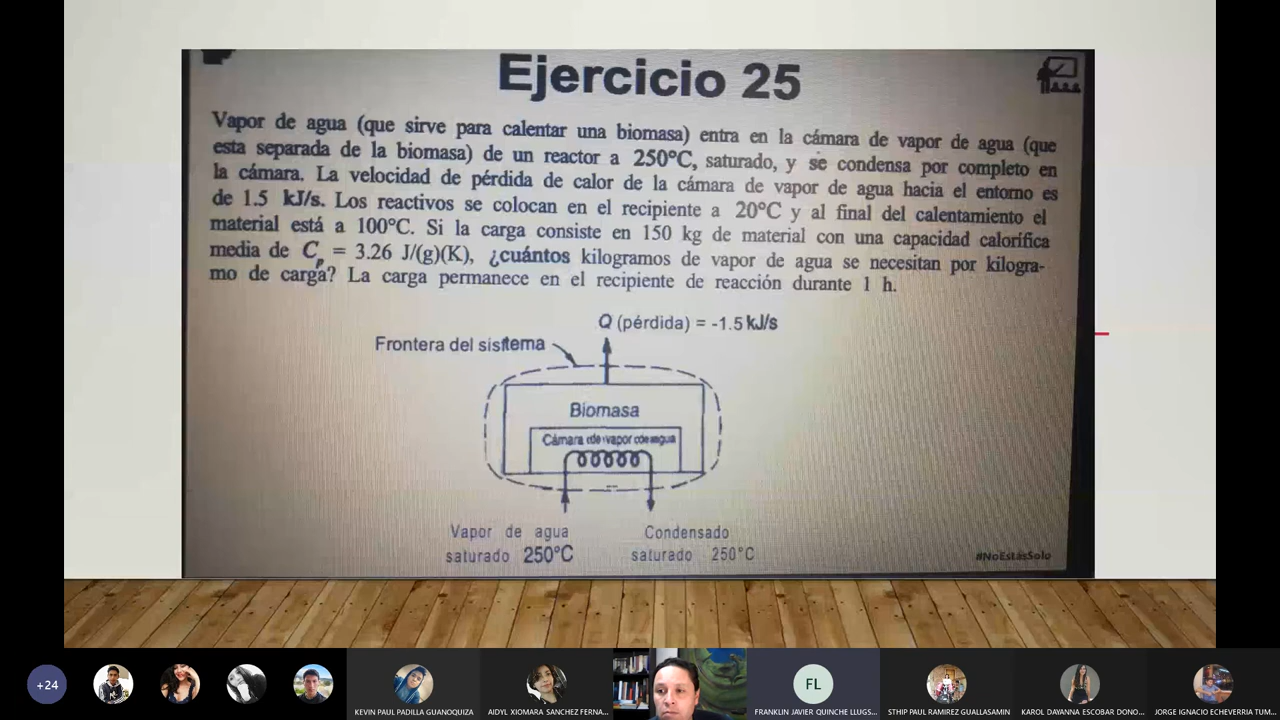 Ejercicio 25
Vapor de agua (que sirve para calentar una biomasa) entra en la cámara de vapor de agua (que
esta separada de la biomasa) de un reactor a 250ºC, saturado, y se condensa por completo en
la cámara. La velocidad de pérdida de calor de la cámara de vapor de agua hacia el entorno es
de 1.5 kJ/s. Los reactivos se colocan en el recipiente a 20ºC y al final del calentamiento el
material está a 100ºC. Si la carga consiste en 150 kg de material con una capacidad calorífica
media de Cp = 3.26 J/(g)(K), ¿cuántos kilogramos de vapor de agua se necesitan por kilogra-
mo de carga? La carga permanece en el recipiente de reacción durante 1 h.
Q (pérdida) = -1.5 kJ/s
Frontera del sistema
Biomasa
Cámara de vapor de agua
Vapor de agua
saturado 250ºC
Condensado
saturado 250ºC
#NoEstásSolo
+24
KEVIN PAUL PADILLA GUANOQUIZA
AIDYL XIOMARA SANCHEZ FERNA...
FL
FRANKLIN JAVIER QUINCHE LLUGS...
STHIP PAUL RAMIREZ GUALLASAMIN
KAROL DAYANNA ESCOBAR DONO...
JORGE IGNACIO ECHEVERRIA TUM...